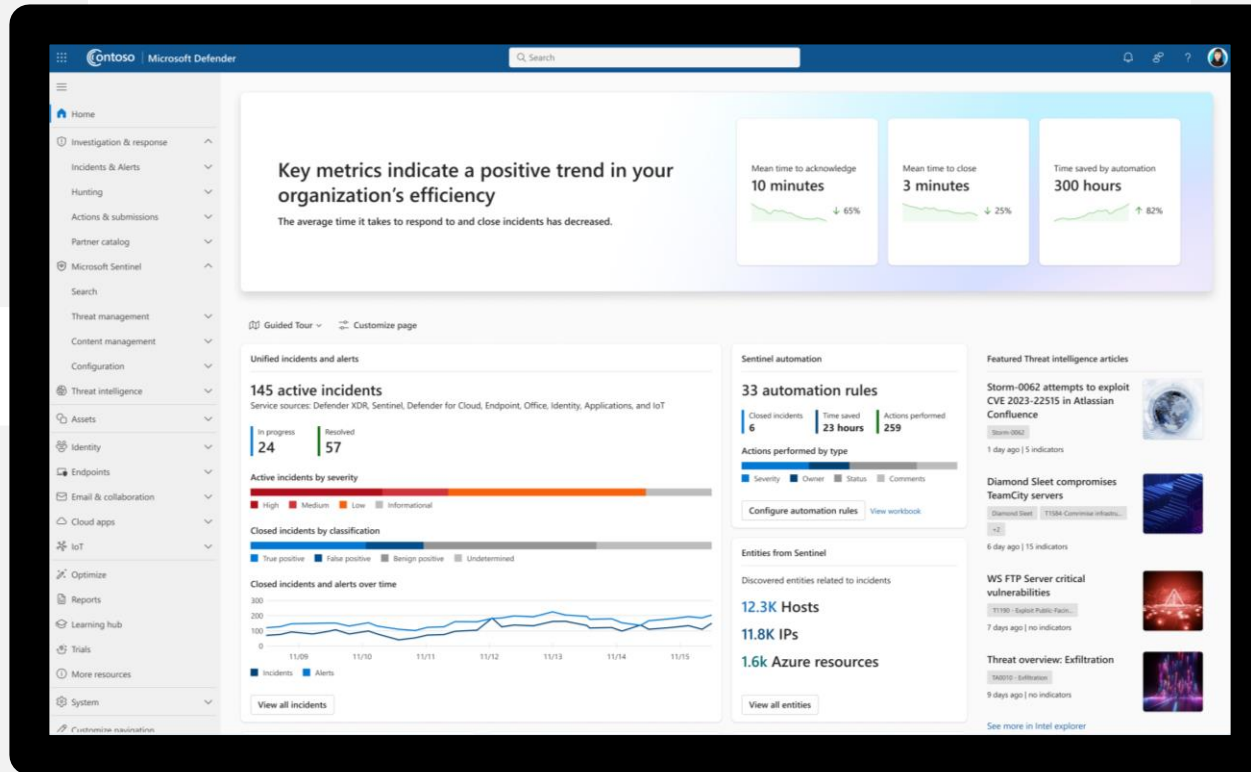 Contoso | Microsoft Defender
Search
?
Home
Investigation & response
Incidents & Alerts
Hunting
Actions & submissions
Partner catalog
Microsoft Sentinel
Search
Threat management
Content management
Configuration
Threat intelligence
Assets
Identity
Endpoints
Email & collaboration
Cloud apps
IoT
Optimize
Reports
Learning hub
Trials
More resources
System
Customize navigation
Key metrics indicate a positive trend in your
organization's efficiency
The average time it takes to respond to and close incidents has decreased.
Mean time to acknowledge
10 minutes
↓ 65%
Mean time to close
3 minutes
↓ 25%
Time saved by automation
300 hours
↑ 82%
Guided Tour
Customize page
Unified incidents and alerts
145 active incidents
Service sources: Defender XDR, Sentinel, Defender for Cloud, Endpoint, Office, Identity, Applications, and IoT
In progress
24
Resolved
57
Active incidents by severity
High Medium Low Informational
Closed incidents by classification
True positive False positive Benign positive Undetermined
Closed incidents and alerts over time
300
200
100
0
11/09 11/10 11/11 11/12 11/13 11/14 11/15
Incidents Alerts
View all incidents
Sentinel automation
33 automation rules
Closed incidents
6
Time saved
23 hours
Actions performed
259
Actions performed by type
Severity Owner Status Comments
Configure automation rules View workbook
Entities from Sentinel
Discovered entities related to incidents
12.3K Hosts
11.8K IPs
1.6k Azure resources
View all entities
Featured Threat intelligence articles
Storm-0062 attempts to exploit
CVE 2023-22515 in Atlassian
Confluence
Storm-0062
1 day ago | 5 indicators
Diamond Sleet compromises
TeamCity servers
Diamond Sleet T1584-Comrimise infrastru...
+2
6 day ago | 15 indicators
WS FTP Server critical
vulnerabilities
T1190 - Exploit Public-Facin...
7 days ago | no indicators
Threat overview: Exfiltration
TA0010 - Exfiltration
9 days ago | no indicators
See more in Intel explorer